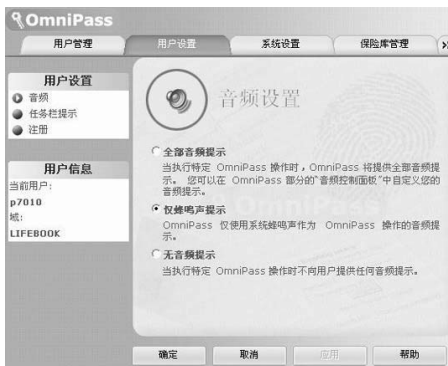 OmniPass
用户管理 用户设置 系统设置 保险库管理
用户设置
音频
任务栏提示
注册
用户信息
当前用户:
p7010
域:
LIFEBOOK
音频设置
全部音频提示
当执行特定 OmniPass 操作时，OmniPass 将提供全部音频提
示。 您可以在 OmniPass 部分的“音频控制面板”中自定义您的
音频提示。
仅蜂鸣声提示
OmniPass 仅使用系统蜂鸣声作为 OmniPass 操作的音频提
示。
无音频提示
当执行特定 OmniPass 操作时不向用户提供任何音频提示。
确定 取消 应用 帮助